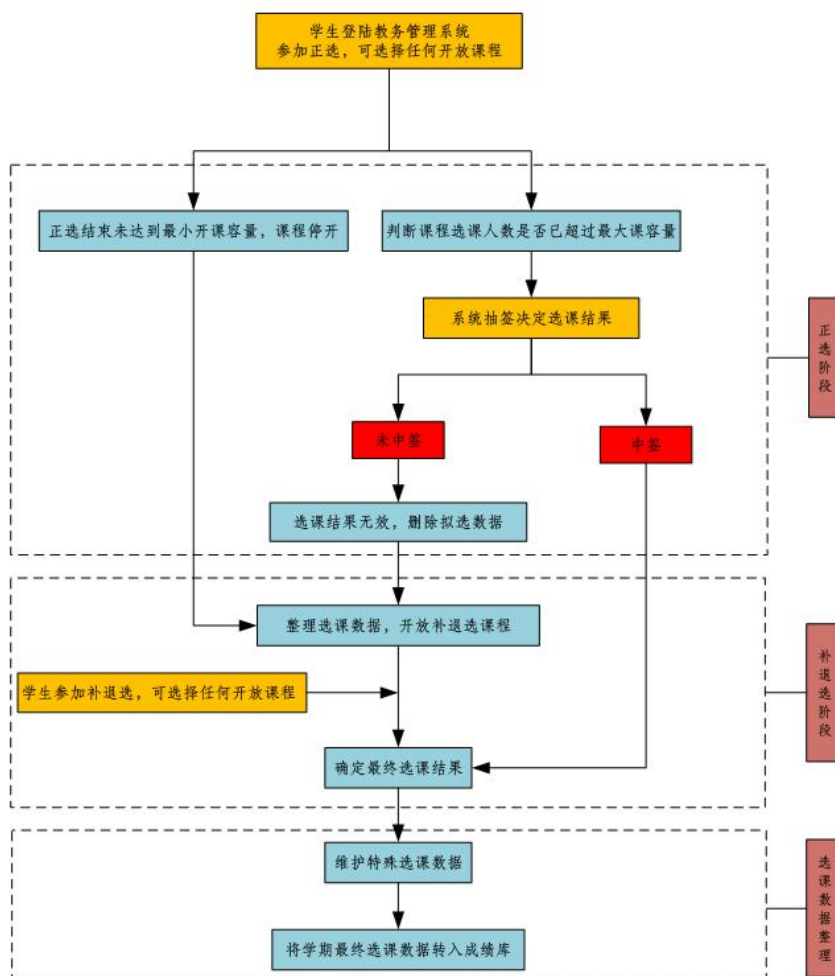 学生登陆教务管理系统
参加正选，可选择任何开放课程
正选结束未达到最小开课容量，课程停开
判断课程选课人数是否已超过最大课容量
系统抽签决定选课结果
正选阶段
未中签
中签
选课结果无效，删除拟选数据
整理选课数据，开放补退选课程
补退选阶段
学生参加补退选，可选择任何开放课程
确定最终选课结果
维护特殊选课数据
选课数据整理
将学期最终选课数据转入成绩库